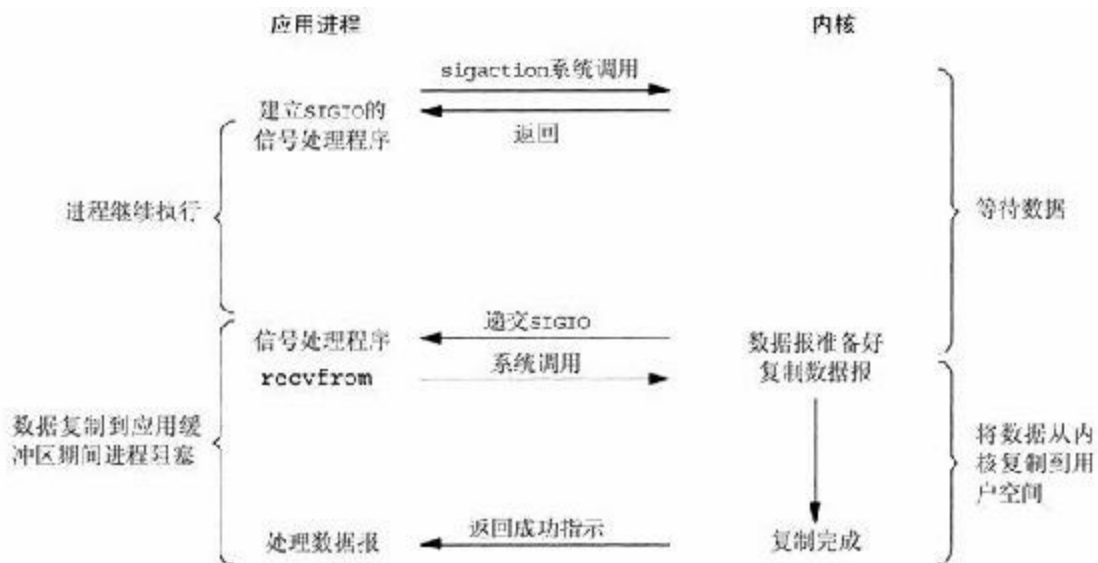 应用进程
内核
sigaction系统调用
建立SIGIO的
信号处理程序
返回
进程继续执行
等待数据
递交SIGIO
信号处理程序
数据报准备好
系统调用
recvfrom
复制数据报
数据复制到应用缓
冲区期间进程阻塞
将数据从内
核复制到用
户空间
返回成功指示
处理数据报
复制完成